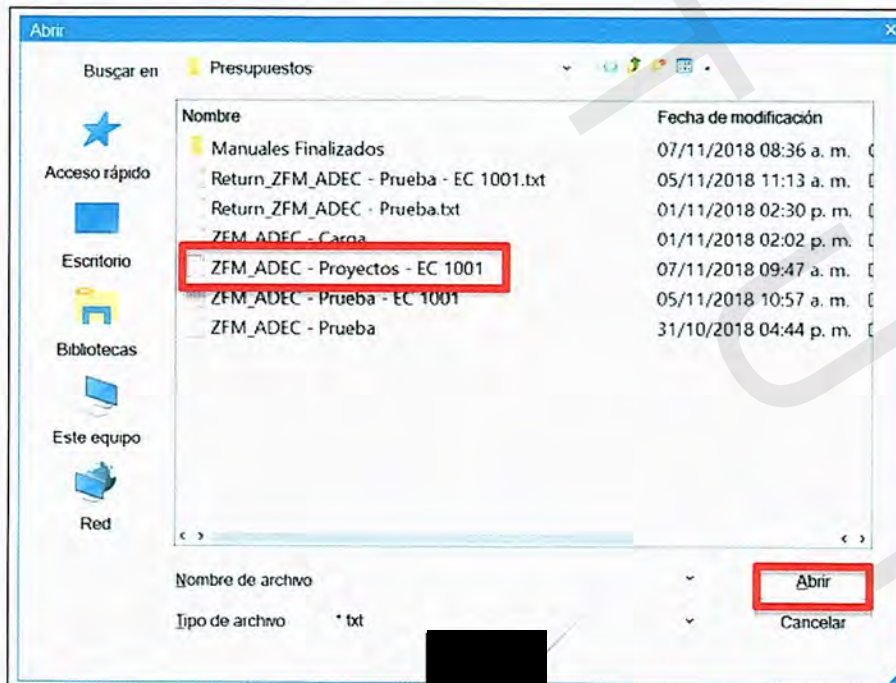 Abrir
Buscar en Presupuestos
Nombre Fecha de modificación
Acceso rápido
Escritorio
Bibliotecas
Este equipo
Red
Manuales Finalizados 07/11/2018 08:36 a. m.
Return_ZFM_ADEC - Prueba - EC 1001.txt 05/11/2018 11:13 a. m.
Return_ZFM_ADEC - Prueba.txt 01/11/2018 02:30 p. m.
ZFM_ADEC - Carga 01/11/2018 02:02 p. m.
ZFM_ADEC - Proyectos - EC 1001 07/11/2018 09:47 a. m.
ZFM_ADEC - Prueba - EC 1001 05/11/2018 10:57 a. m.
ZFM_ADEC - Prueba 31/10/2018 04:44 p. m.
Nombre de archivo Abrir
Tipo de archivo *.txt Cancelar